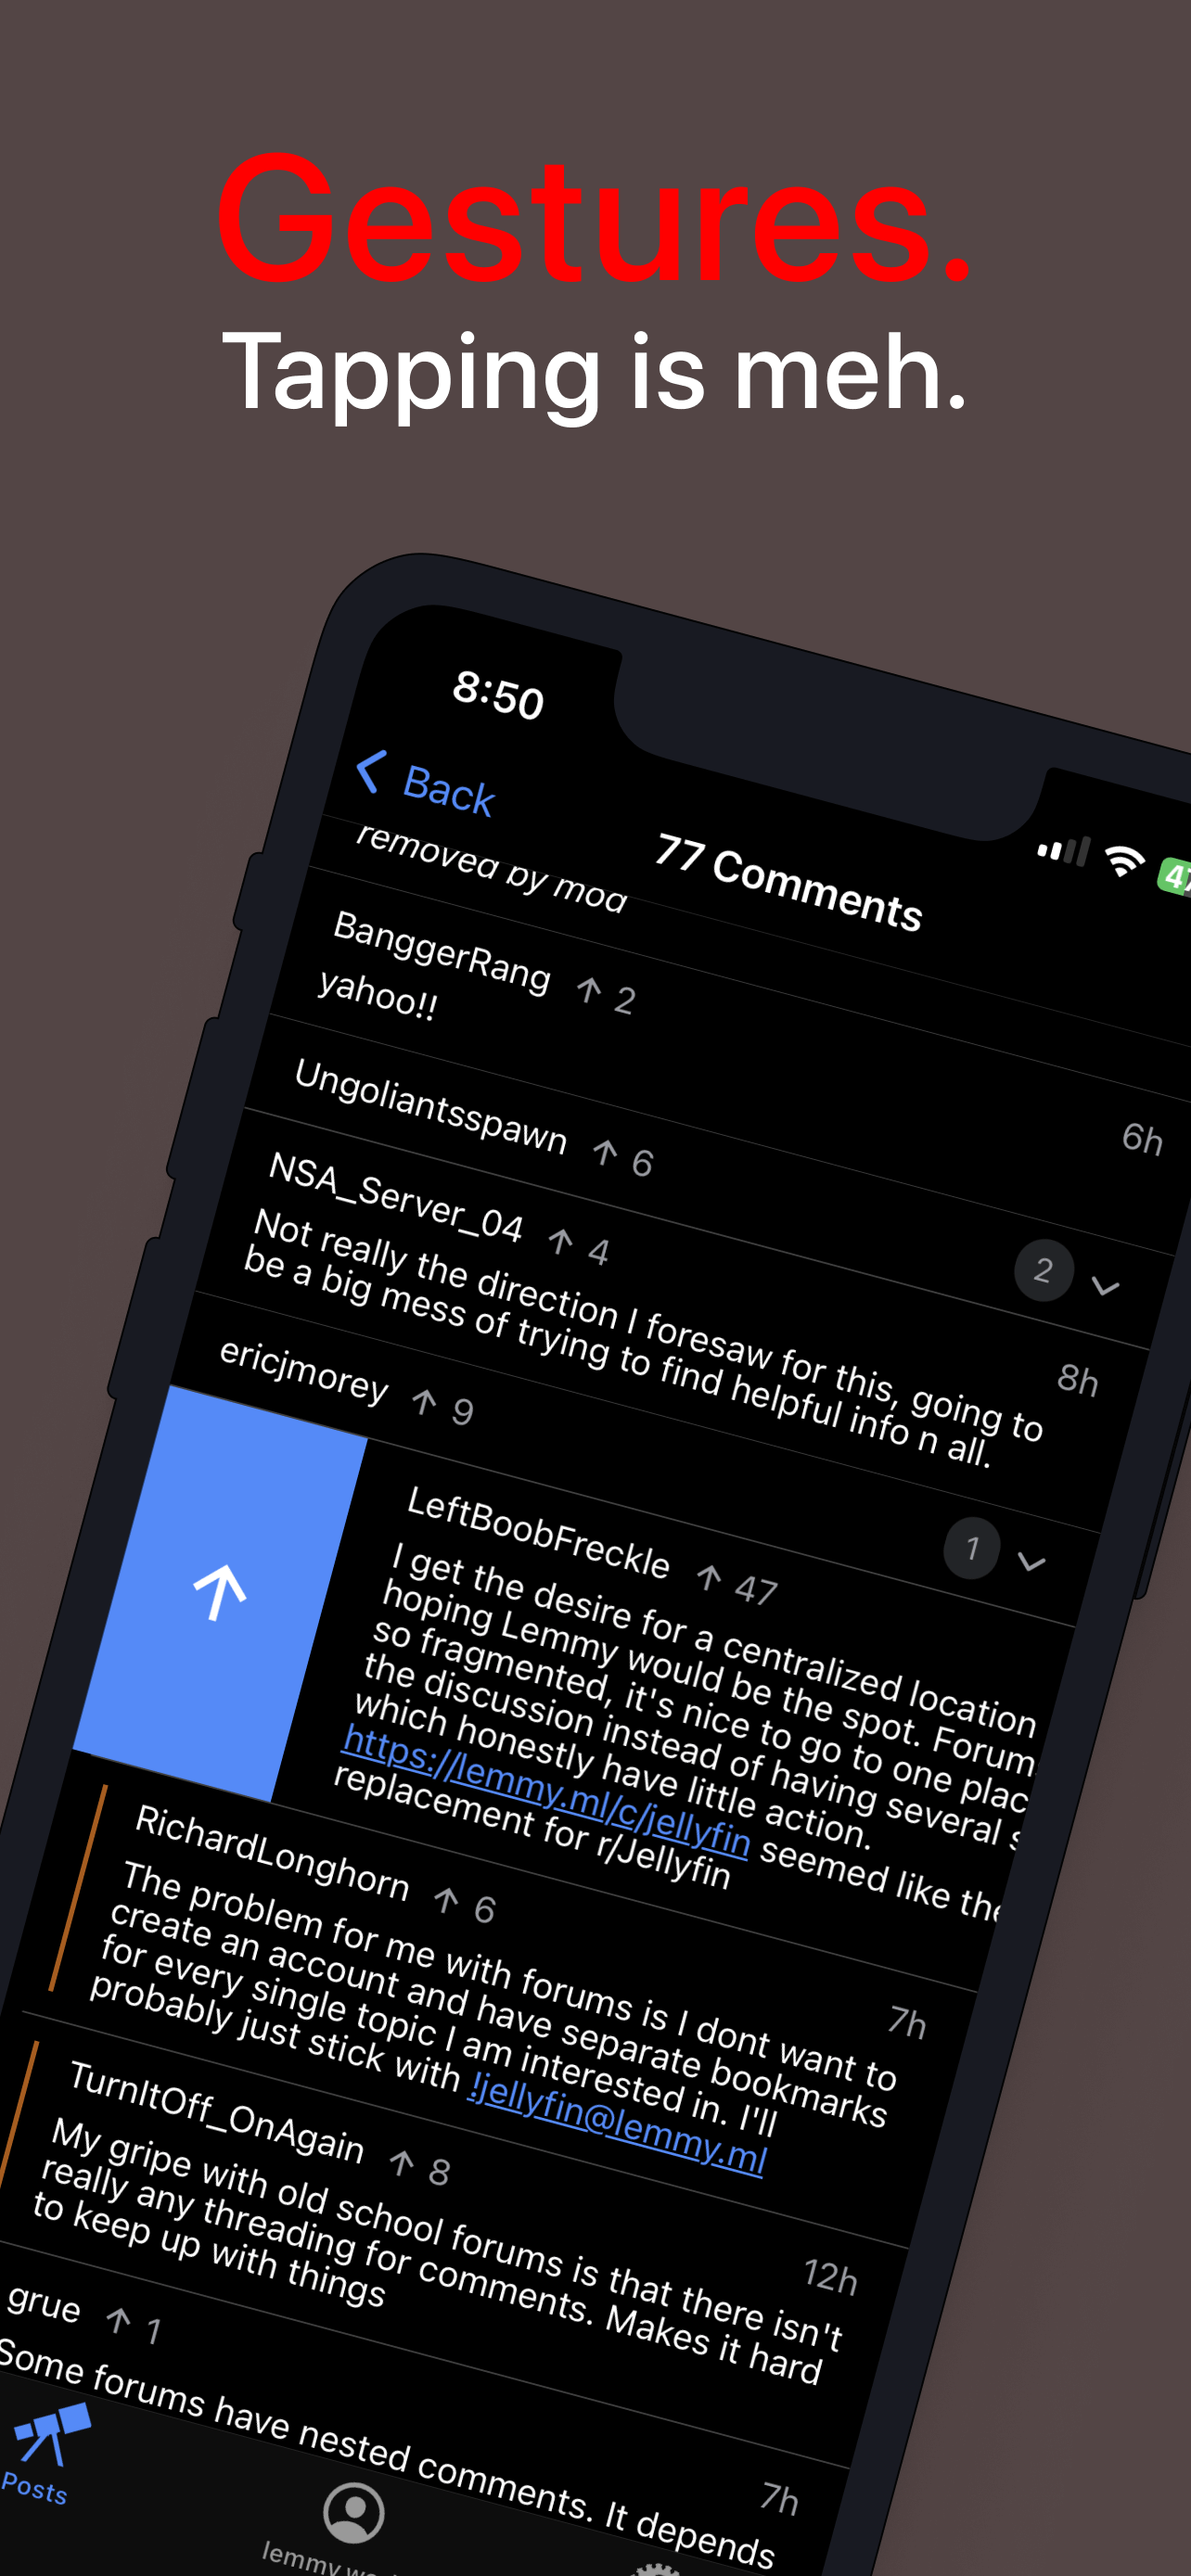 Gestures.
Tapping is meh.
8:50
Back
77 Comments
removed by mod
BanggerRang ↑ 2
6h
yahoo!!
Ungoliantsspawn ↑ 6
2
NSA_Server_04 ↑ 4
8h
Not really the direction I foresaw for this, going to
be a big mess of trying to find helpful info n all.
ericjmorey ↑ 9
1
LeftBoobFreckle ↑ 47
I get the desire for a centralized location
hoping Lemmy would be the spot. Forum
so fragmented, it's nice to go to one plac
the discussion instead of having several s
which honestly have little action.
https://lemmy.ml/c/jellyfin seemed like the
replacement for r/Jellyfin
RichardLonghorn ↑ 6
7h
The problem for me with forums is I dont want to
create an account and have separate bookmarks
for every single topic I am interested in. I'll
probably just stick with !jellyfin@lemmy.ml
TurnItOff_OnAgain ↑ 8
12h
My gripe with old school forums is that there isn't
really any threading for comments. Makes it hard
to keep up with things
grue ↑ 1
7h
Some forums have nested comments. It depends
Posts